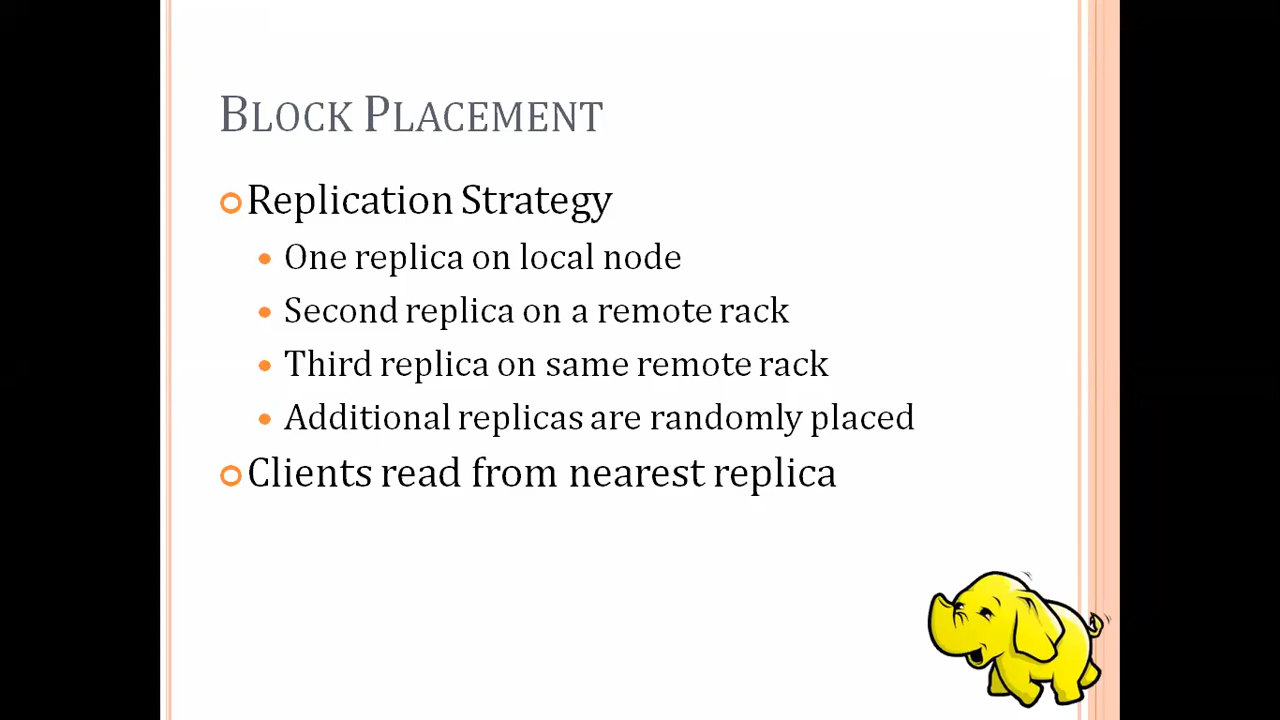 BLOCK PLACEMENT
Replication Strategy
One replica on local node
Second replica on a remote rack
Third replica on same remote rack
Additional replicas are randomly placed
Clients read from nearest replica